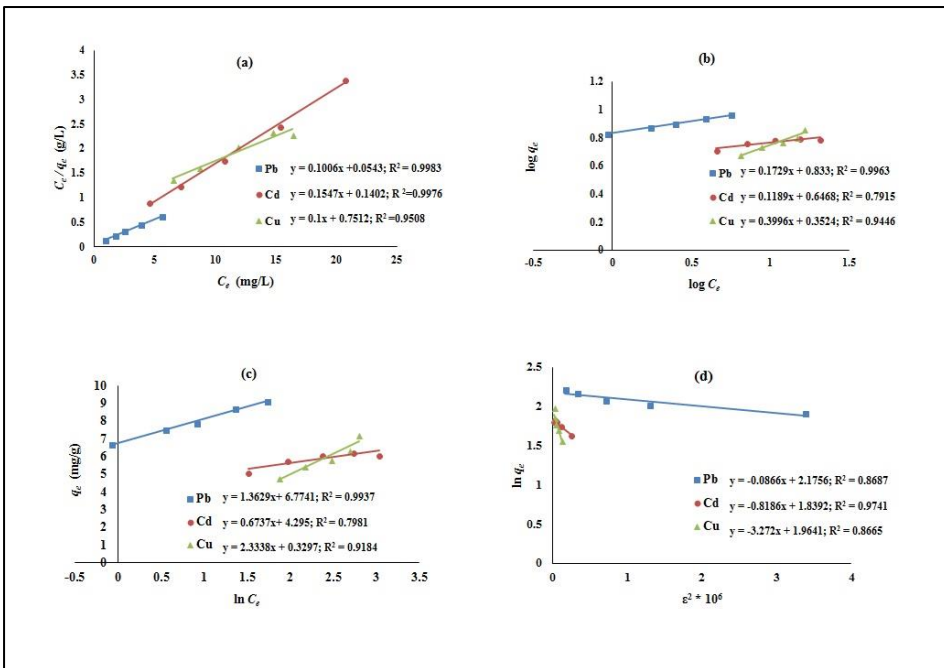 (a)
4
3.5
3
2.5
2
1.5
1
0.5
0
C_e / q_e (g/L)
Pb y = 0.1006x +0.0543; R² = 0.9983
Cd y = 0.1547x + 0.1402; R ²=0.9976
Cu y = 0.1x + 0.7512; R² =0.9508
0 5 10 15 20 25
C_e (mg/L)
(b)
1.2
1
0.8
0.6
0.4
0.2
0
log q_e
Pb y = 0.1729x + 0.833; R² = 0.9963
Cd y = 0.1189x + 0.6468; R² = 0.7915
Cu y = 0.3996x + 0.3524; R² = 0.9446
-0.5 0 0.5 1 1.5
log C_e
(c)
10
9
8
7
6
5
4
3
2
1
0
q_e (mg/g)
Pb y = 1.3629x+ 6.7741; R² = 0.9937
Cd y = 0.6737x+ 4.295; R² = 0.7981
Cu y = 2.3338x + 0.3297; R² = 0.9184
-0.5 0 0.5 1 1.5 2 2.5 3 3.5
ln C_e
(d)
2.5
2
1.5
1
0.5
0
ln q_e
Pb y = -0.0866x + 2.1756; R² = 0.8687
Cd y = -0.8186x + 1.8392; R² = 0.9741
Cu y = -3.272x + 1.9641; R² = 0.8665
0 1 2 3 4
ε² * 10⁶